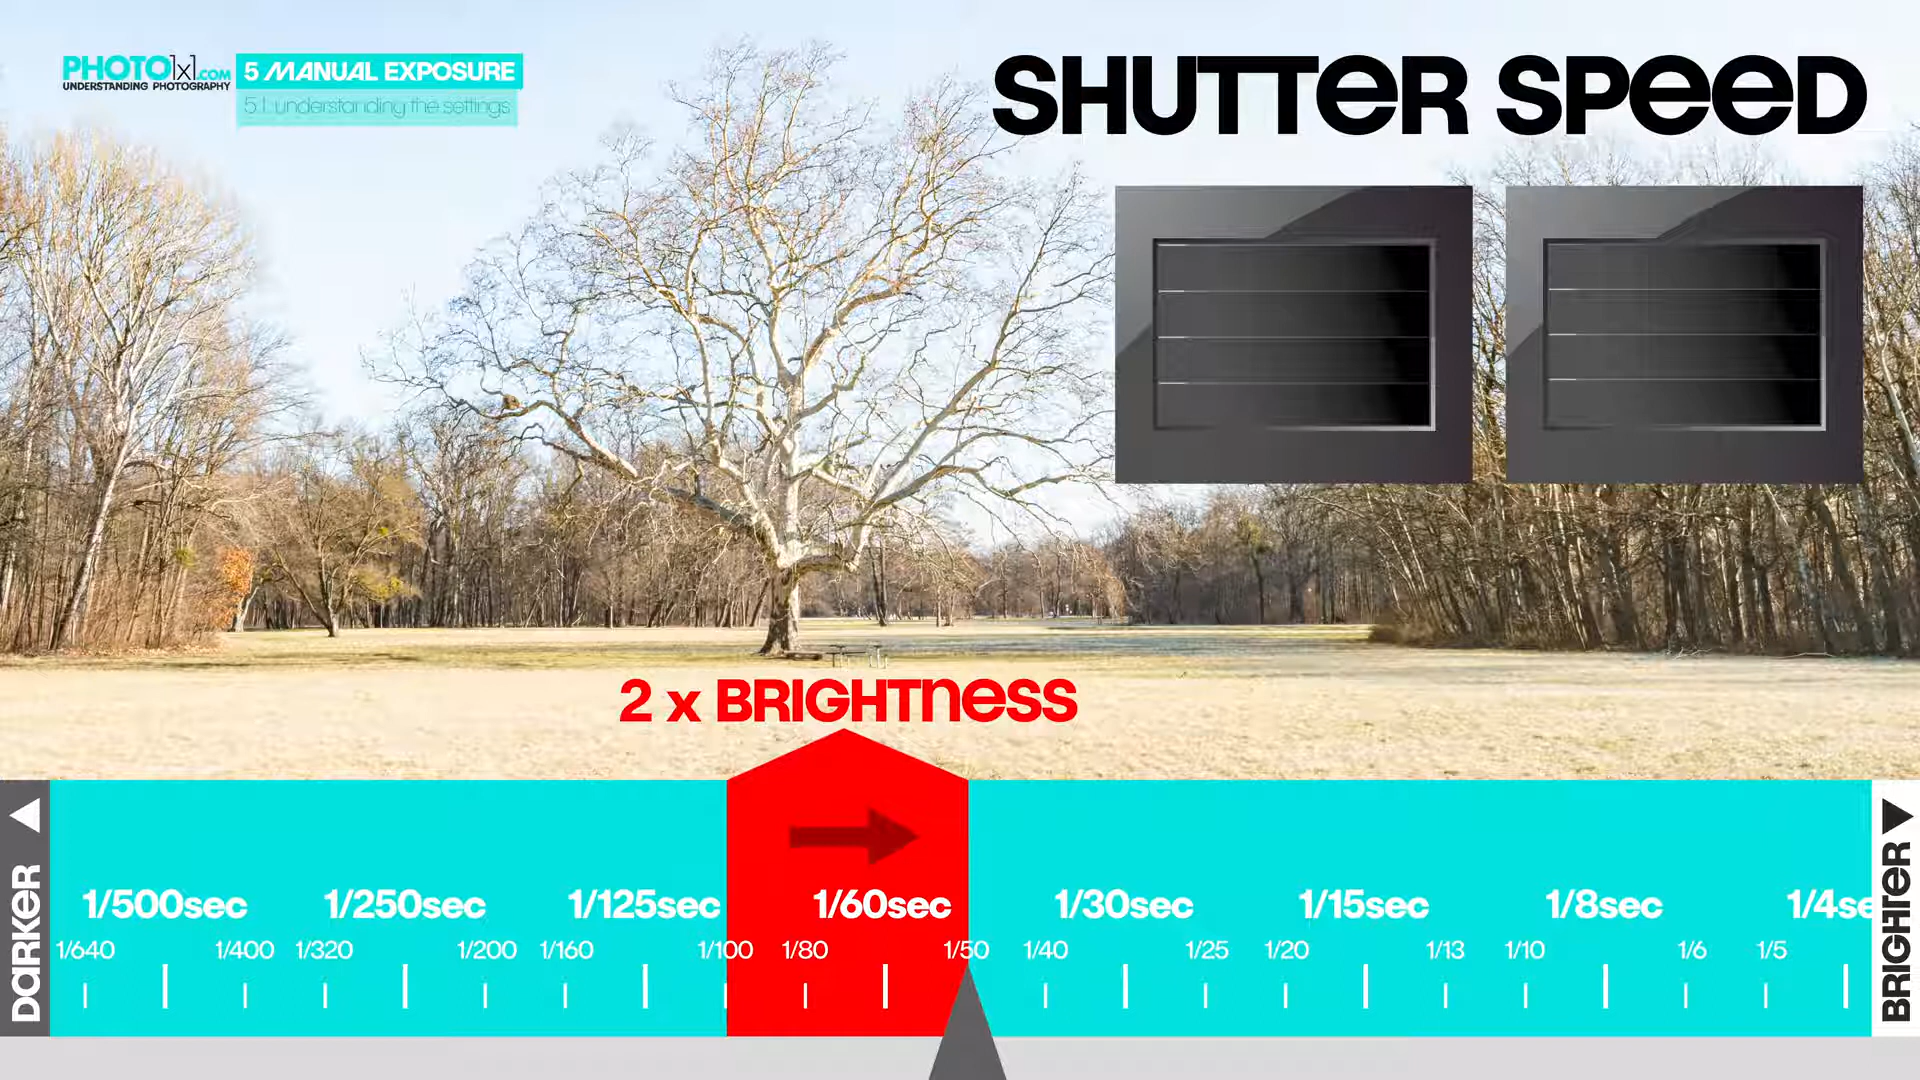 PHOTO1x1.COM
UNDERSTANDING PHOTOGRAPHY
5 MANUAL EXPOSURE
5.1 understanding the settings
SHUTTER SPEED
2 x BRIGHTNESS
DARKER
1/500sec 1/250sec 1/125sec 1/60sec 1/30sec 1/15sec 1/8sec 1/4se
1/640 1/400 1/320 1/200 1/160 1/100 1/80 1/50 1/40 1/25 1/20 1/13 1/10 1/6 1/5
BRIGHTER